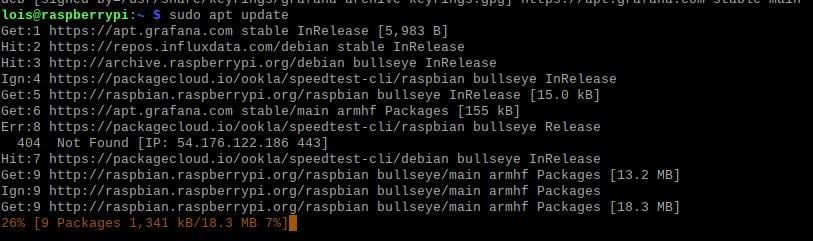 deb [signed-by=/usr/share/keyrings/grafana-archive-keyrings.gpg] https://apt.grafana.com stable main
lois@raspberrypi:~ $ sudo apt update
Get:1 https://apt.grafana.com stable InRelease [5,983 B]
Hit:2 https://repos.influxdata.com/debian stable InRelease
Hit:3 http://archive.raspberrypi.org/debian bullseye InRelease
Ign:4 https://packagecloud.io/ookla/speedtest-cli/raspbian bullseye InRelease
Get:5 http://raspbian.raspberrypi.org/raspbian bullseye InRelease [15.0 kB]
Get:6 https://apt.grafana.com stable/main armhf Packages [155 kB]
Err:8 https://packagecloud.io/ookla/speedtest-cli/raspbian bullseye Release
404  Not Found [IP: 54.176.122.186 443]
Hit:7 https://packagecloud.io/ookla/speedtest-cli/debian bullseye InRelease
Get:9 http://raspbian.raspberrypi.org/raspbian bullseye/main armhf Packages [13.2 MB]
Ign:9 http://raspbian.raspberrypi.org/raspbian bullseye/main armhf Packages
Get:9 http://raspbian.raspberrypi.org/raspbian bullseye/main armhf Packages [18.3 MB]
26% [9 Packages 1,341 kB/18.3 MB 7%]